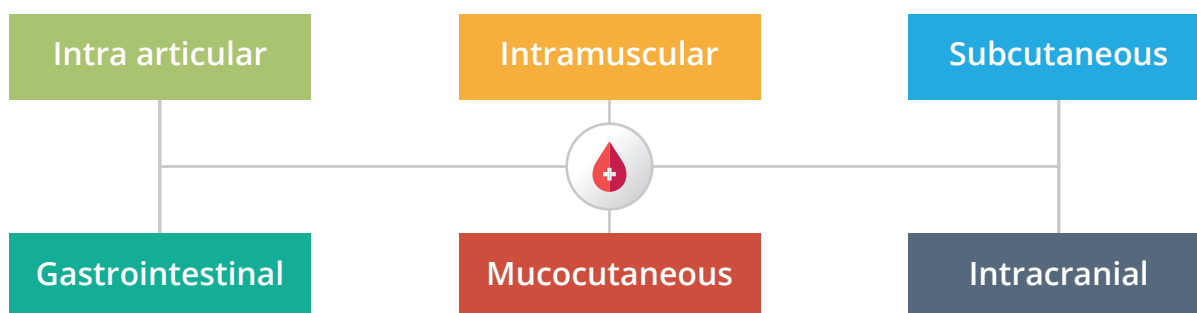 Intra articular
Intramuscular
Subcutaneous
Gastrointestinal
Mucocutaneous
Intracranial